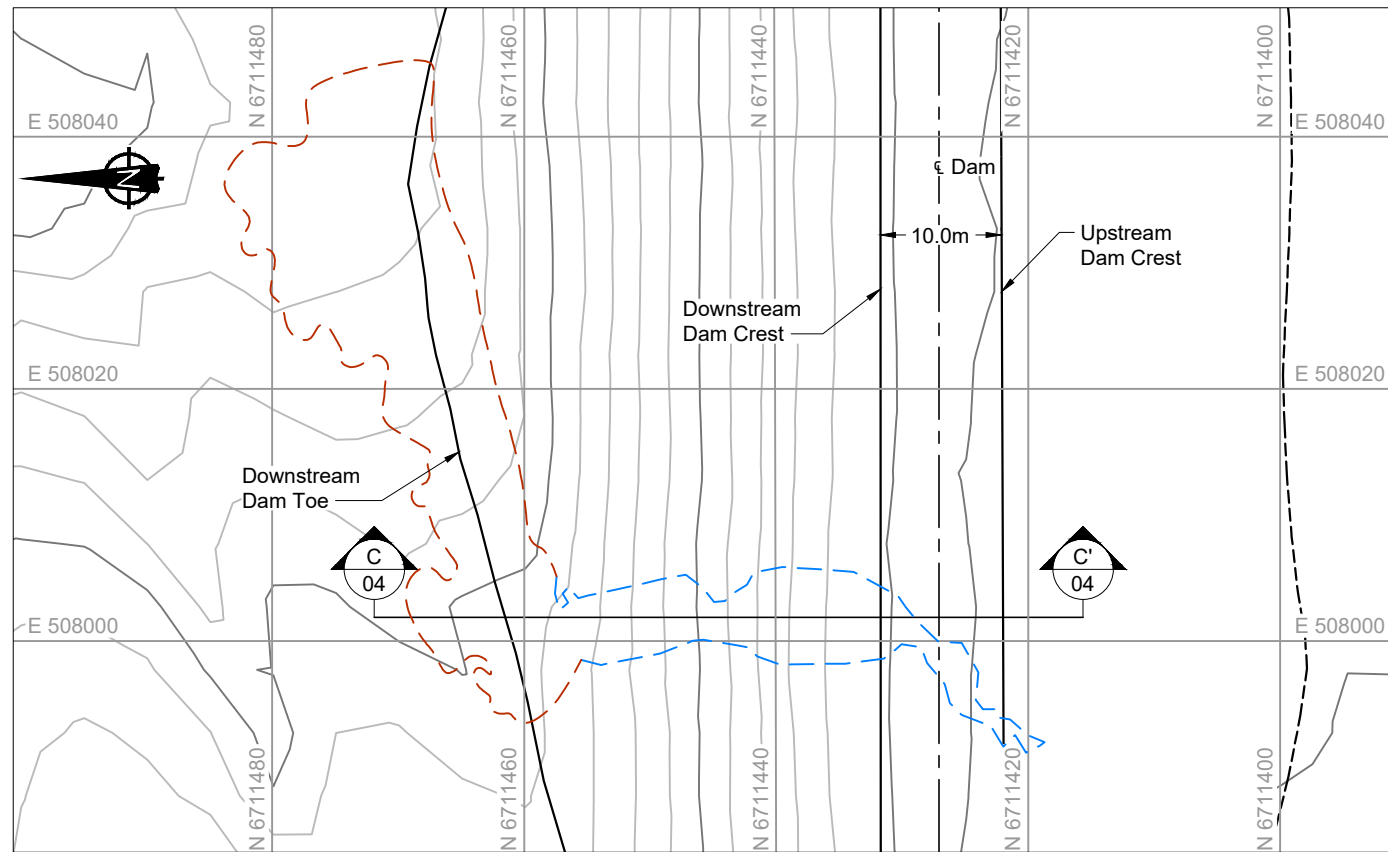 N 6711480
N 6711460
N 6711440
N 6711420
N 6711400
E 508040
E 508040
N
℄ Dam
10.0m
Upstream
Dam Crest
Downstream
Dam Crest
E 508020
E 508020
Downstream
Dam Toe
C
04
C'
04
E 508000
E 508000
N 6711480
N 6711460
N 6711440
N 6711420
N 6711400